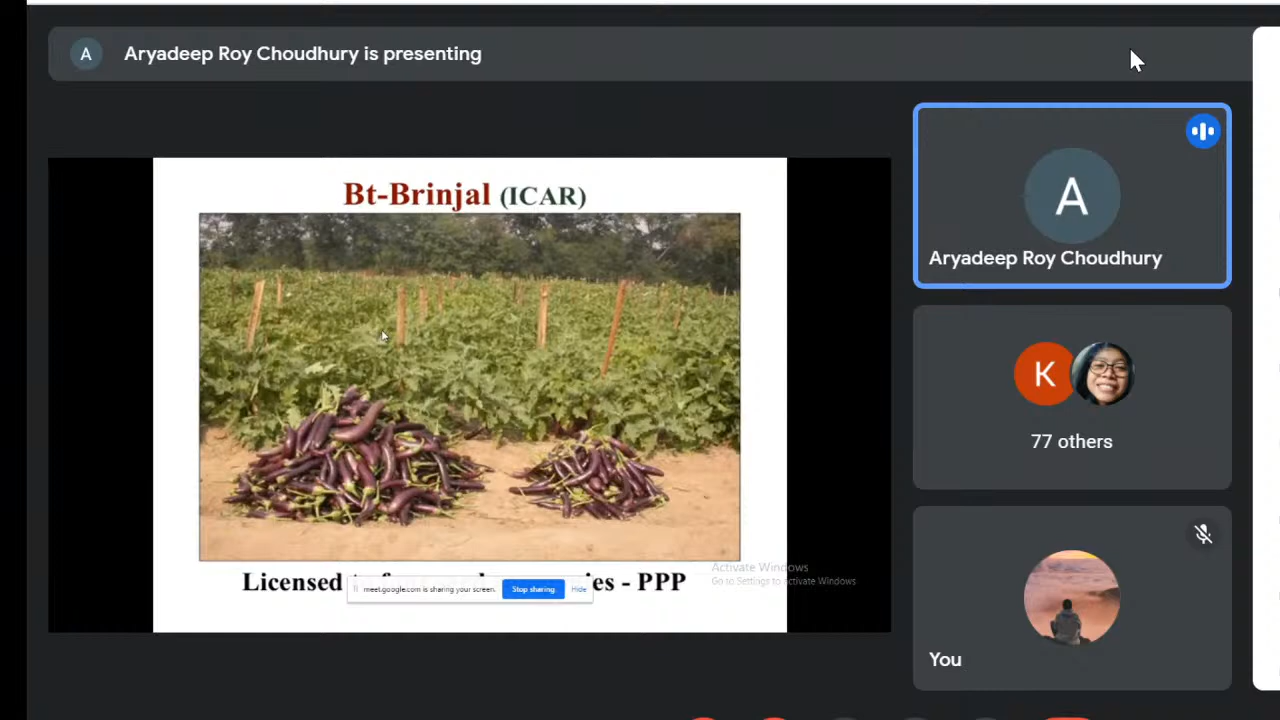 A
Aryadeep Roy Choudhury is presenting
Bt-Brinjal (ICAR)
Licensed
ies - PPP
meet.google.com is sharing your screen.
Stop sharing
Hide
Activate Windows
Go to Settings to activate Windows
A
Aryadeep Roy Choudhury
K
77 others
You